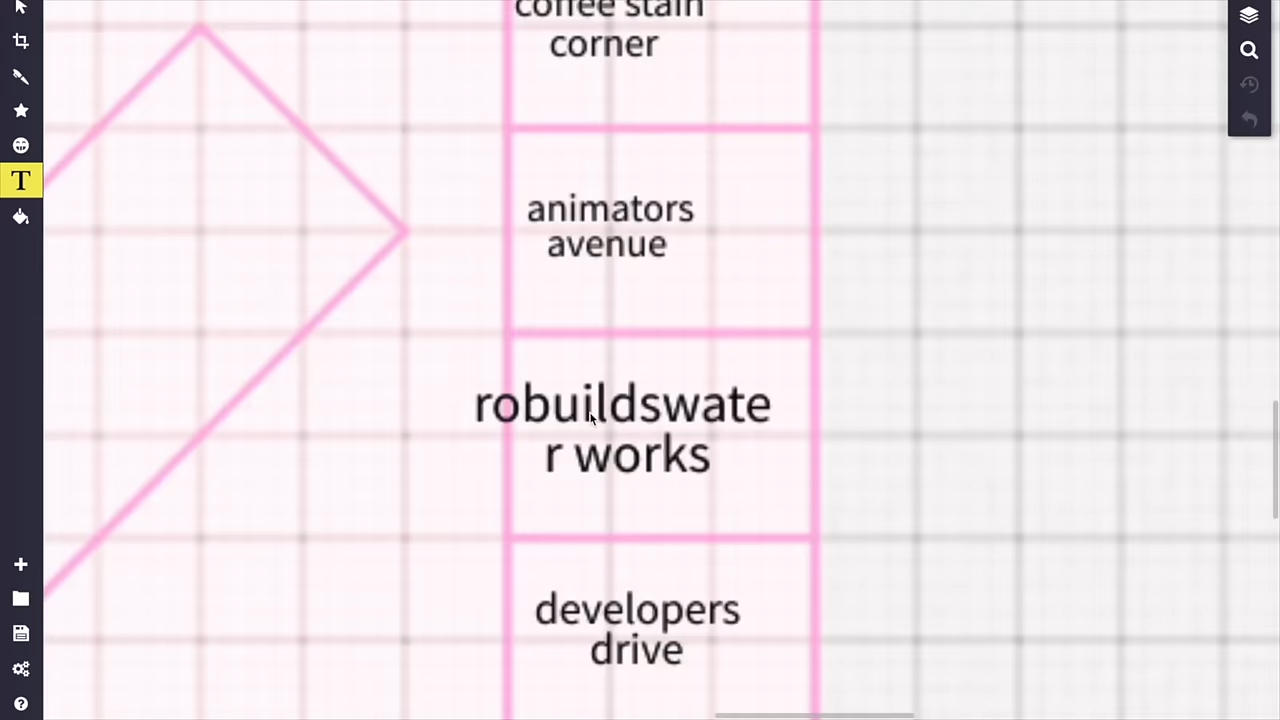 coffee stain
corner
animators
avenue
robuildswate
r works
developers
drive